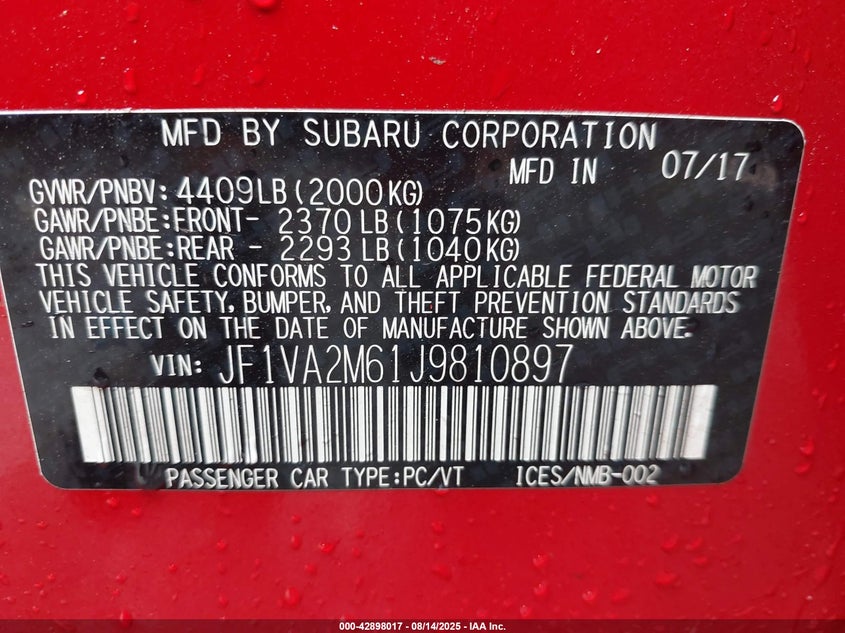 MFD BY SUBARU CORPORATION
MFD IN 07/17
GVWR/PNBV: 4409LB(2000KG)
GAWR/PNBE:FRONT- 2370LB(1075KG)
GAWR/PNBE:REAR - 2293LB(1040KG)
THIS VEHICLE CONFORMS TO ALL APPLICABLE FEDERAL MOTOR
VEHICLE SAFETY, BUMPER, AND THEFT PREVENTION STANDARDS
IN EFFECT ON THE DATE OF MANUFACTURE SHOWN ABOVE.
VIN: JF1VA2M61J9810897
PASSENGER CAR TYPE:PC/VT ICES/NMB-002
000-42898017 • 08/14/2025 - IAA Inc.